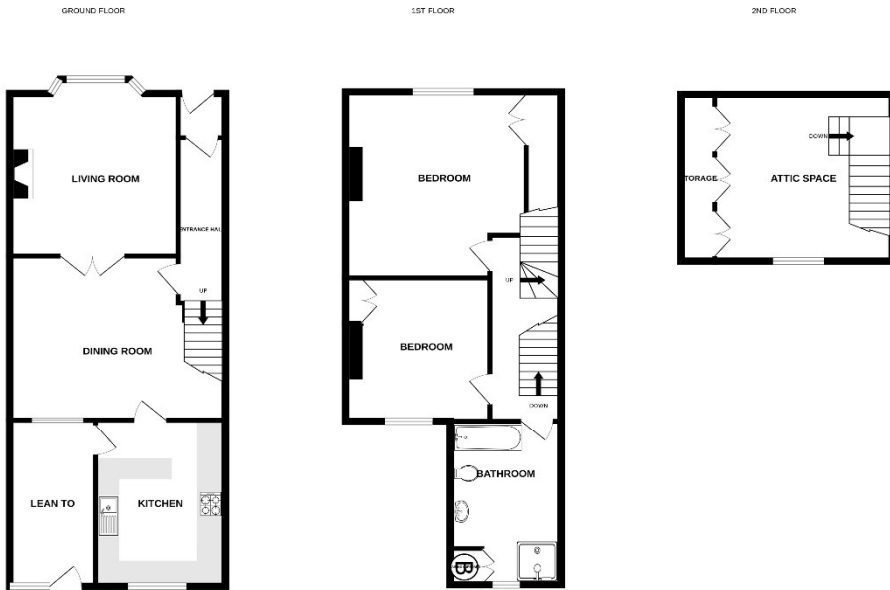 GROUND FLOOR
1ST FLOOR
2ND FLOOR
LIVING ROOM
ENTRANCE HAL
UP
DINING ROOM
LEAN TO
KITCHEN
BEDROOM
UP
BEDROOM
DOWN
BATHROOM
B
DOWN
TORAGE
ATTIC SPACE